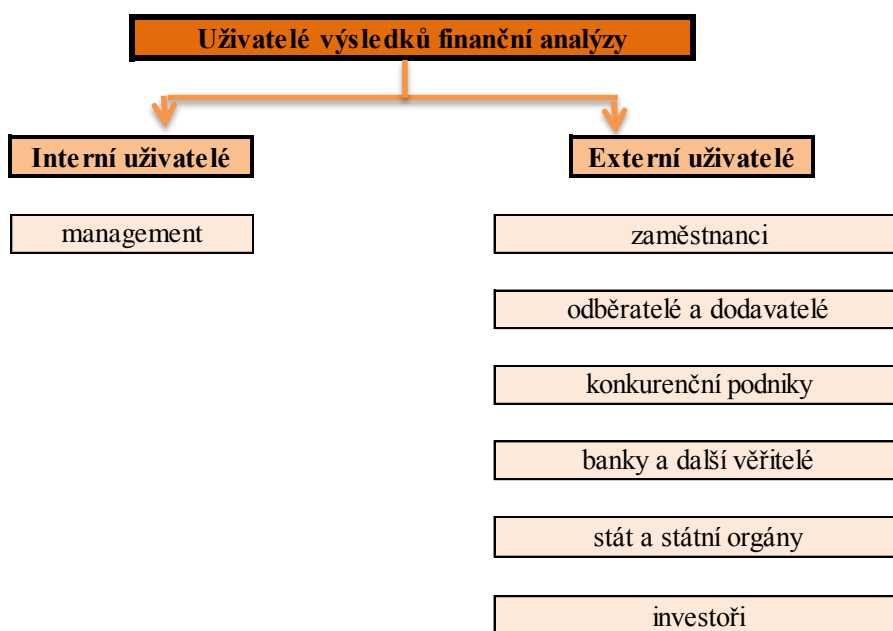 Uživatelé výsledků finanční analýzy
Interní uživatelé
Externí uživatelé
management
zaměstnanci
odběratelé a dodavatelé
konkurenční podniky
banky a další věřitelé
stát a státní orgány
investoři